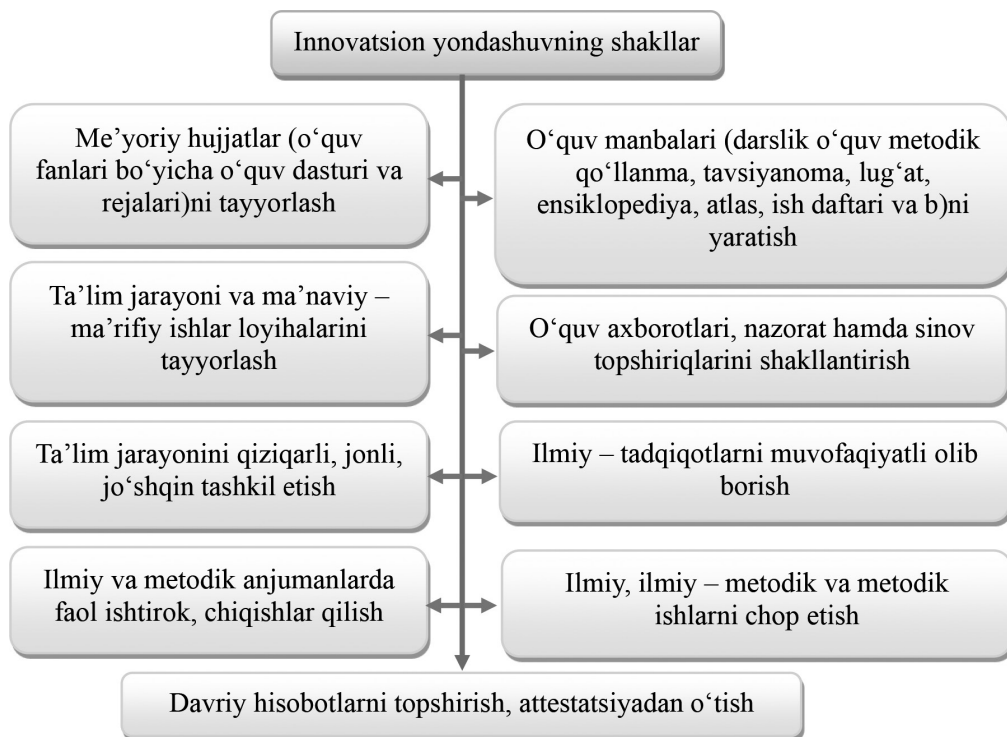 Innovatsion yondashuvning shakllar
Me’yoriy hujjatlar (o‘quv
fanlari bo‘yicha o‘quv dasturi va
rejalari)ni tayyorlash
O‘quv manbalari (darslik o‘quv metodik
qo‘llanma, tavsiyanoma, lug‘at,
ensiklopediya, atlas, ish daftari va b)ni
yaratish
Ta’lim jarayoni va ma’naviy –
ma’rifiy ishlar loyihalarini
tayyorlash
O‘quv axborotlari, nazorat hamda sinov
topshiriqlarini shakllantirish
Ta’lim jarayonini qiziqarli, jonli,
jo‘shqin tashkil etish
Ilmiy – tadqiqotlarni muvofaqiyatli olib
borish
Ilmiy va metodik anjumanlarda
faol ishtirok, chiqishlar qilish
Ilmiy, ilmiy – metodik va metodik
ishlarni chop etish
Davriy hisobotlarni topshirish, attestatsiyadan o‘tish